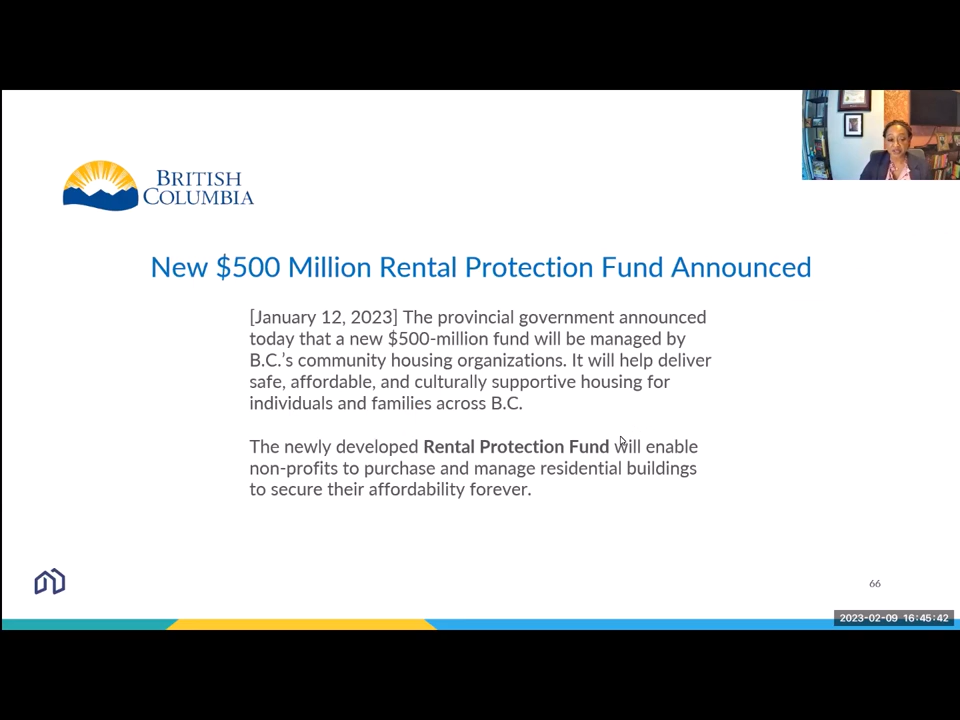 BRITISH
COLUMBIA
New $500 Million Rental Protection Fund Announced
[January 12, 2023] The provincial government announced
today that a new $500-million fund will be managed by
B.C.'s community housing organizations. It will help deliver
safe, affordable, and culturally supportive housing for
individuals and families across B.C.
The newly developed Rental Protection Fund will enable
non-profits to purchase and manage residential buildings
to secure their affordability forever.
66
2023-02-09 16:45:42